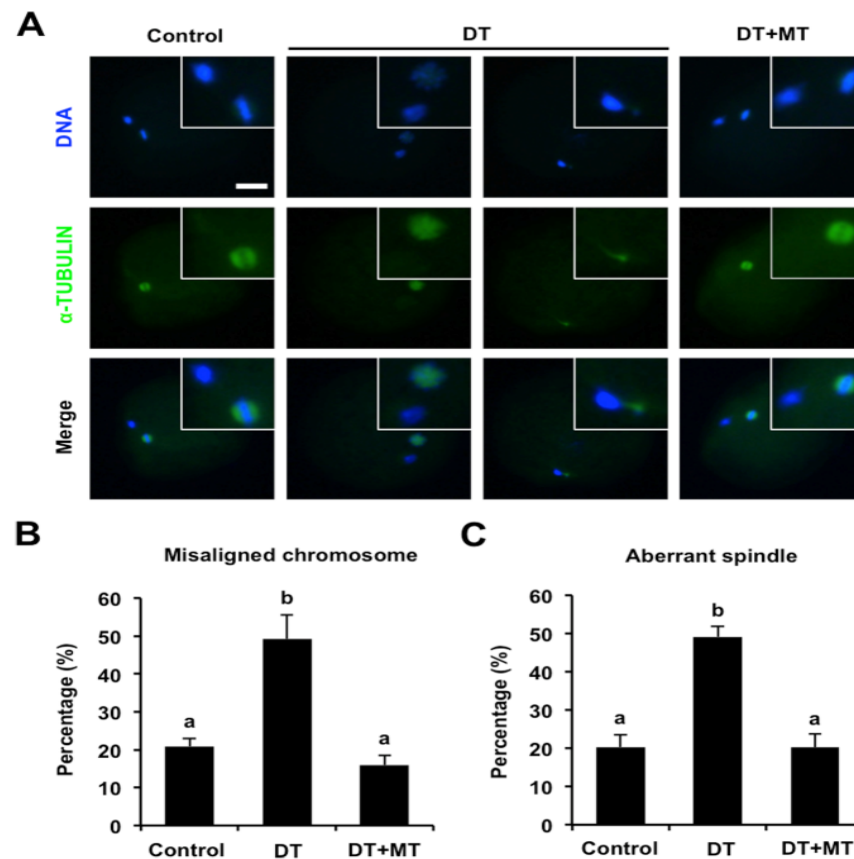 A
Control DT DT+MT
DNA
α-TUBULIN
Merge
B
Misaligned chromosome
Percentage (%)
60
50
40
30
20
10
0
a
b
a
Control DT DT+MT
C
Aberrant spindle
Percentage (%)
60
50
40
30
20
10
0
a
b
a
Control DT DT+MT